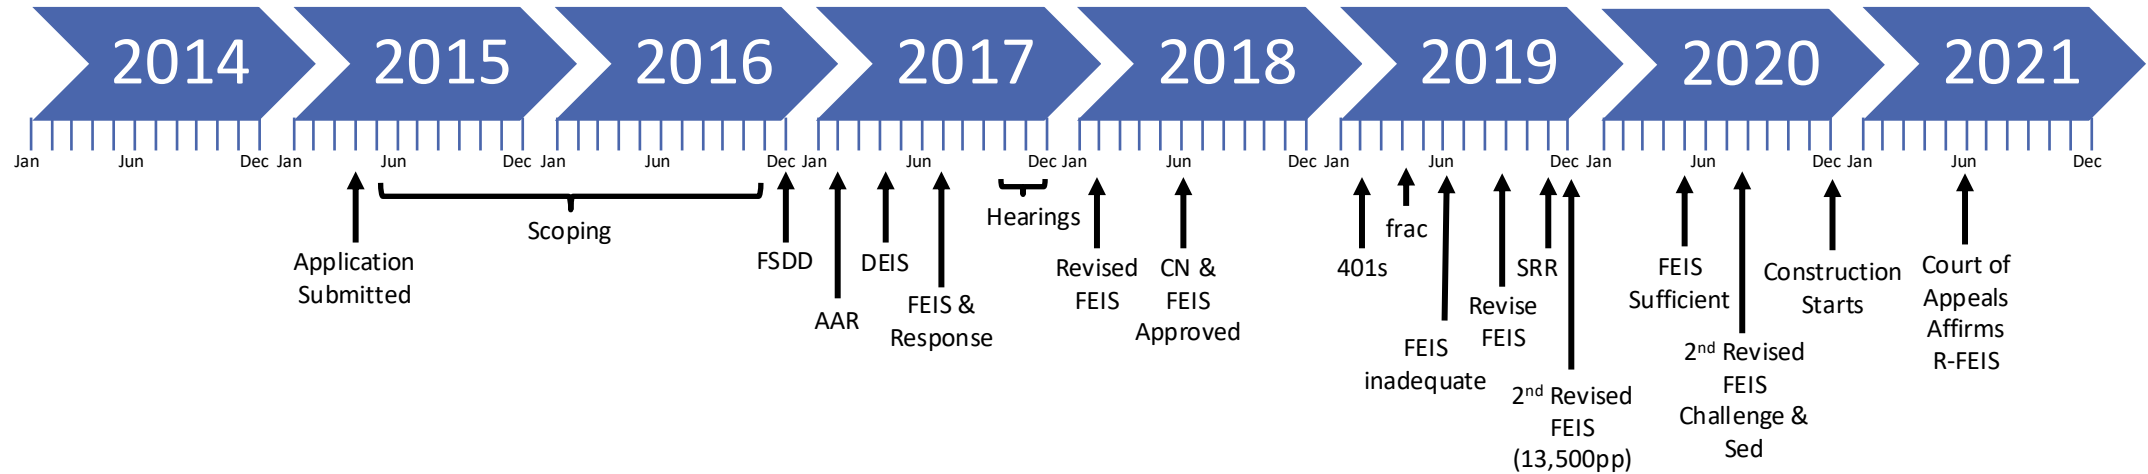 2014 2015 2016 2017 2018 2019 2020 2021
Jan Jun Dec Jan Jun Dec Jan Jun Dec Jan Jun Dec Jan Jun Dec Jan Jun Dec Jan Jun Dec Jan Jun Dec
Application
Submitted
Scoping
FSDD
AAR
DEIS
FEIS &
Response
Hearings
Revised
FEIS
CN &
FEIS
Approved
401s
frac
FEIS
inadequate
Revise
FEIS
SRR
2nd Revised
FEIS
(13,500pp)
FEIS
Sufficient
2nd Revised
FEIS
Challenge &
Sed
Construction
Starts
Court of
Appeals
Affirms
R-FEIS